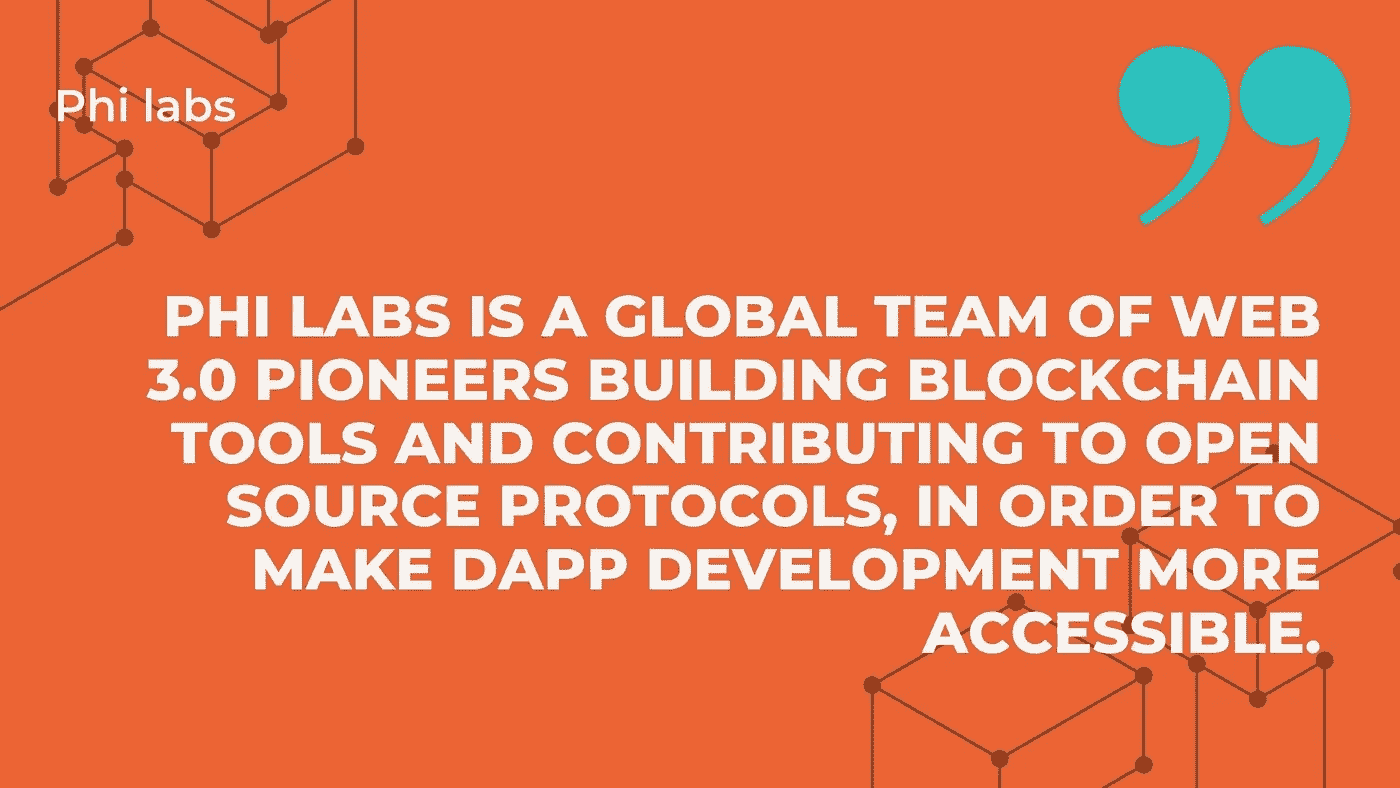 Phi labs
PHI LABS IS A GLOBAL TEAM OF WEB
3.0 PIONEERS BUILDING BLOCKCHAIN
TOOLS AND CONTRIBUTING TO OPEN
SOURCE PROTOCOLS, IN ORDER TO
MAKE DAPP DEVELOPMENT MORE
ACCESSIBLE.